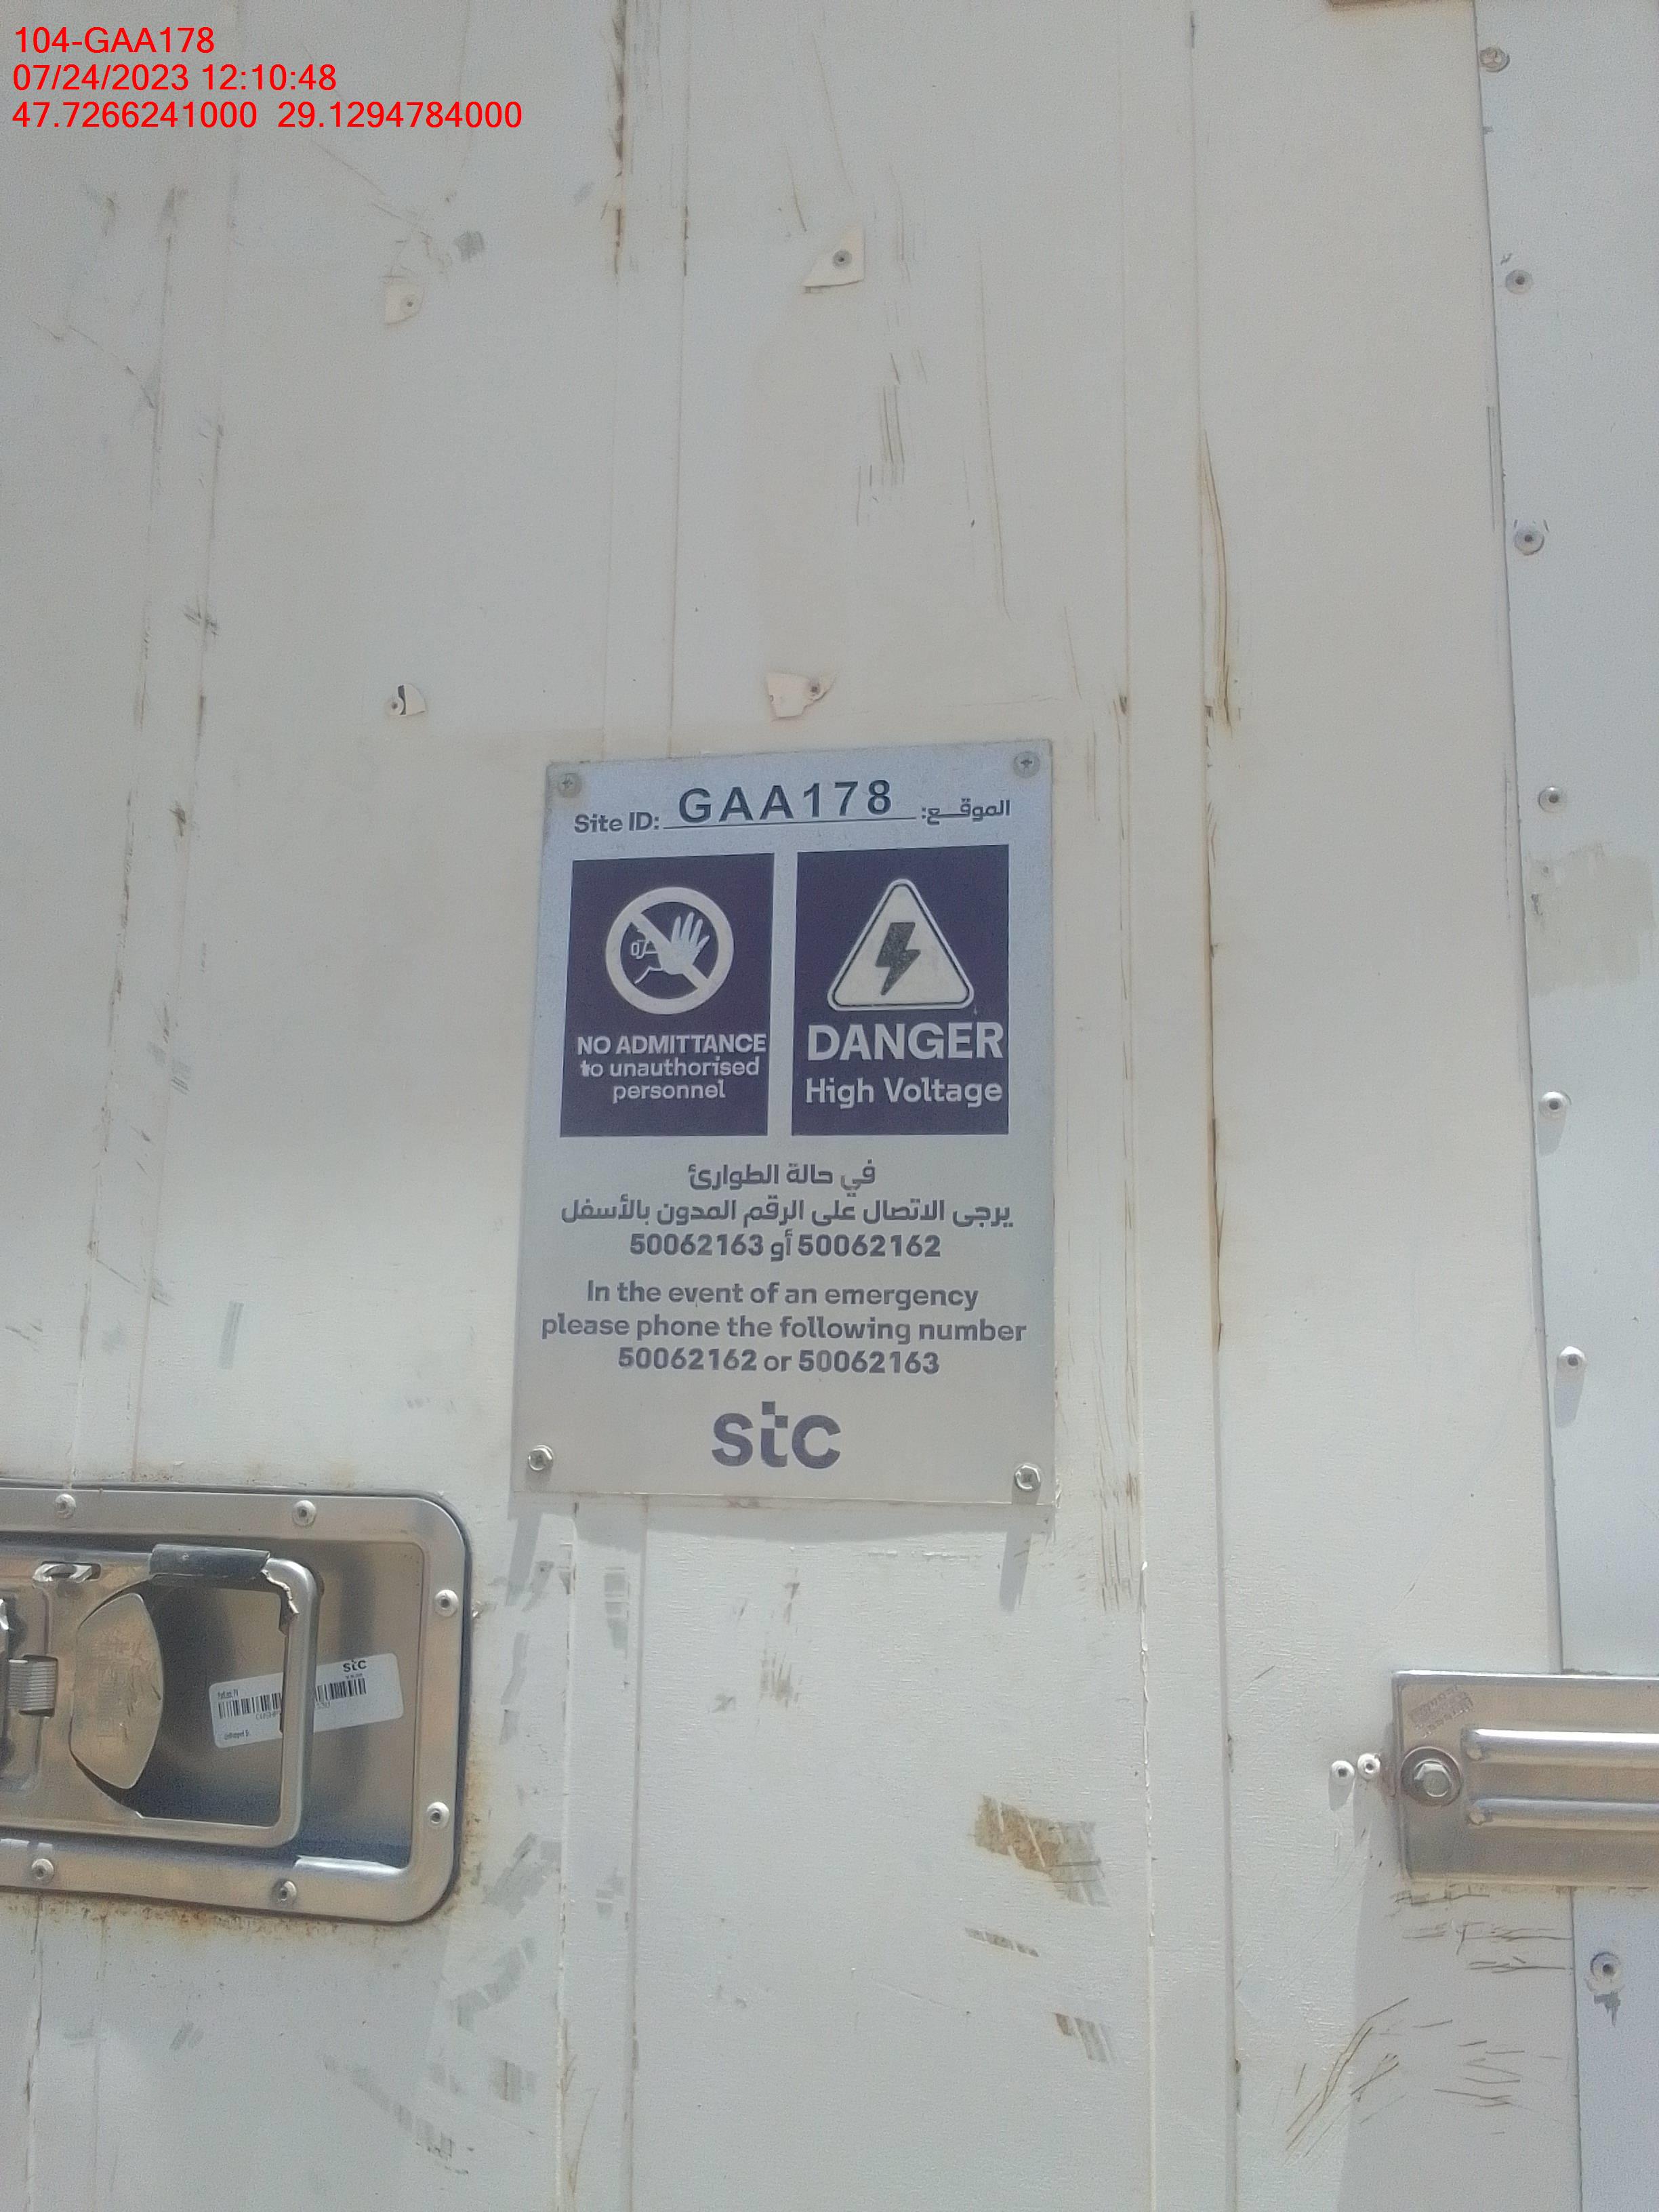 104-GAA178
07/24/2023 12:10:48
47.7266241000 29.1294784000
Site ID: GAA178 الموقـــع:
NO ADMITTANCE
to unauthorised
personnel
DANGER
High Voltage
في حالة الطوارئ
يرجى الاتصال على الرقم المدون بالأسفل
50062162 أو 50062163
In the event of an emergency
please phone the following number
50062162 or 50062163
stc
stc